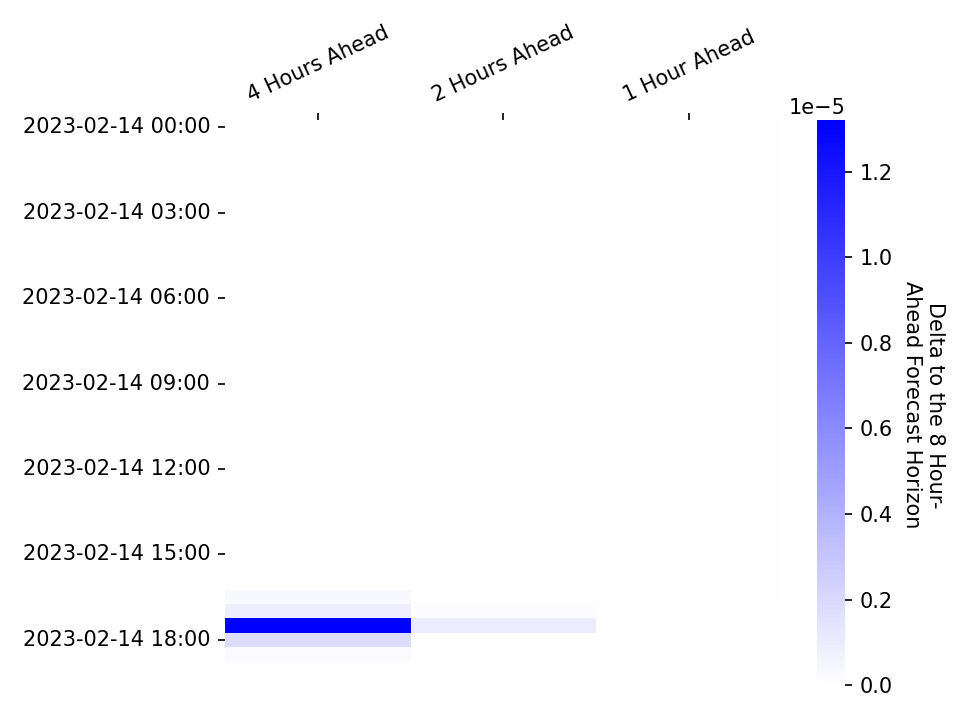 4 Hours Ahead
2 Hours Ahead
1 Hour Ahead
1e−5
2023-02-14 00:00
2023-02-14 03:00
2023-02-14 06:00
2023-02-14 09:00
2023-02-14 12:00
2023-02-14 15:00
2023-02-14 18:00
1.2
1.0
0.8
0.6
0.4
0.2
0.0
Delta to the 8 Hour-
Ahead Forecast Horizon